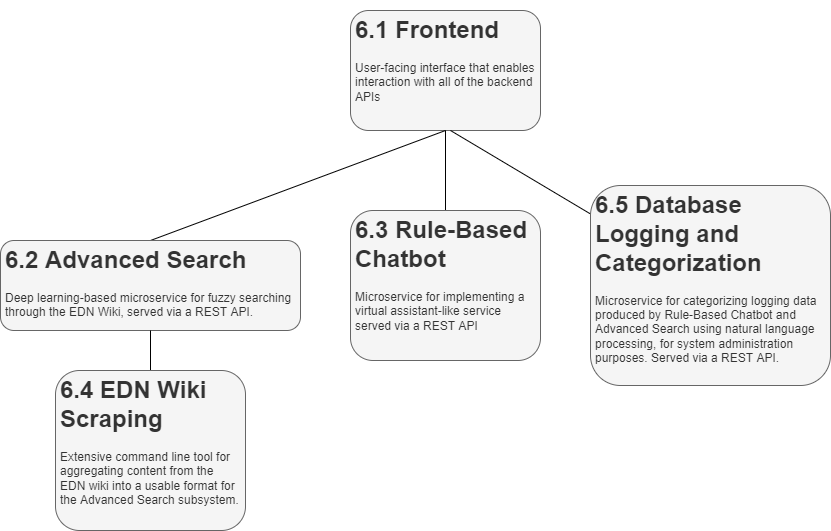 6.1 Frontend
User-facing interface that enables
interaction with all of the backend
APIs
6.2 Advanced Search
Deep learning-based microservice for fuzzy searching
through the EDN Wiki, served via a REST API.
6.3 Rule-Based
Chatbot
Microservice for implementing a
virtual assistant-like service
served via a REST API
6.5 Database
Logging and
Categorization
Microservice for categorizing logging data
produced by Rule-Based Chatbot and
Advanced Search using natural language
processing, for system administration
purposes. Served via a REST API.
6.4 EDN Wiki
Scraping
Extensive command line tool for
aggregating content from the
EDN wiki into a usable format for
the Advanced Search subsystem.